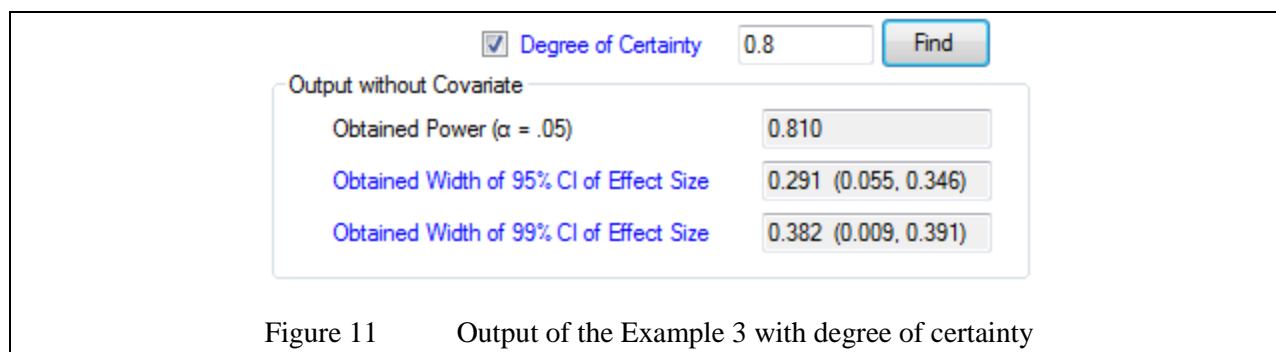 Degree of Certainty 0.8 Find
Output without Covariate
Obtained Power (α = .05) 0.810
Obtained Width of 95% CI of Effect Size 0.291 (0.055, 0.346)
Obtained Width of 99% CI of Effect Size 0.382 (0.009, 0.391)
Figure 11 Output of the Example 3 with degree of certainty